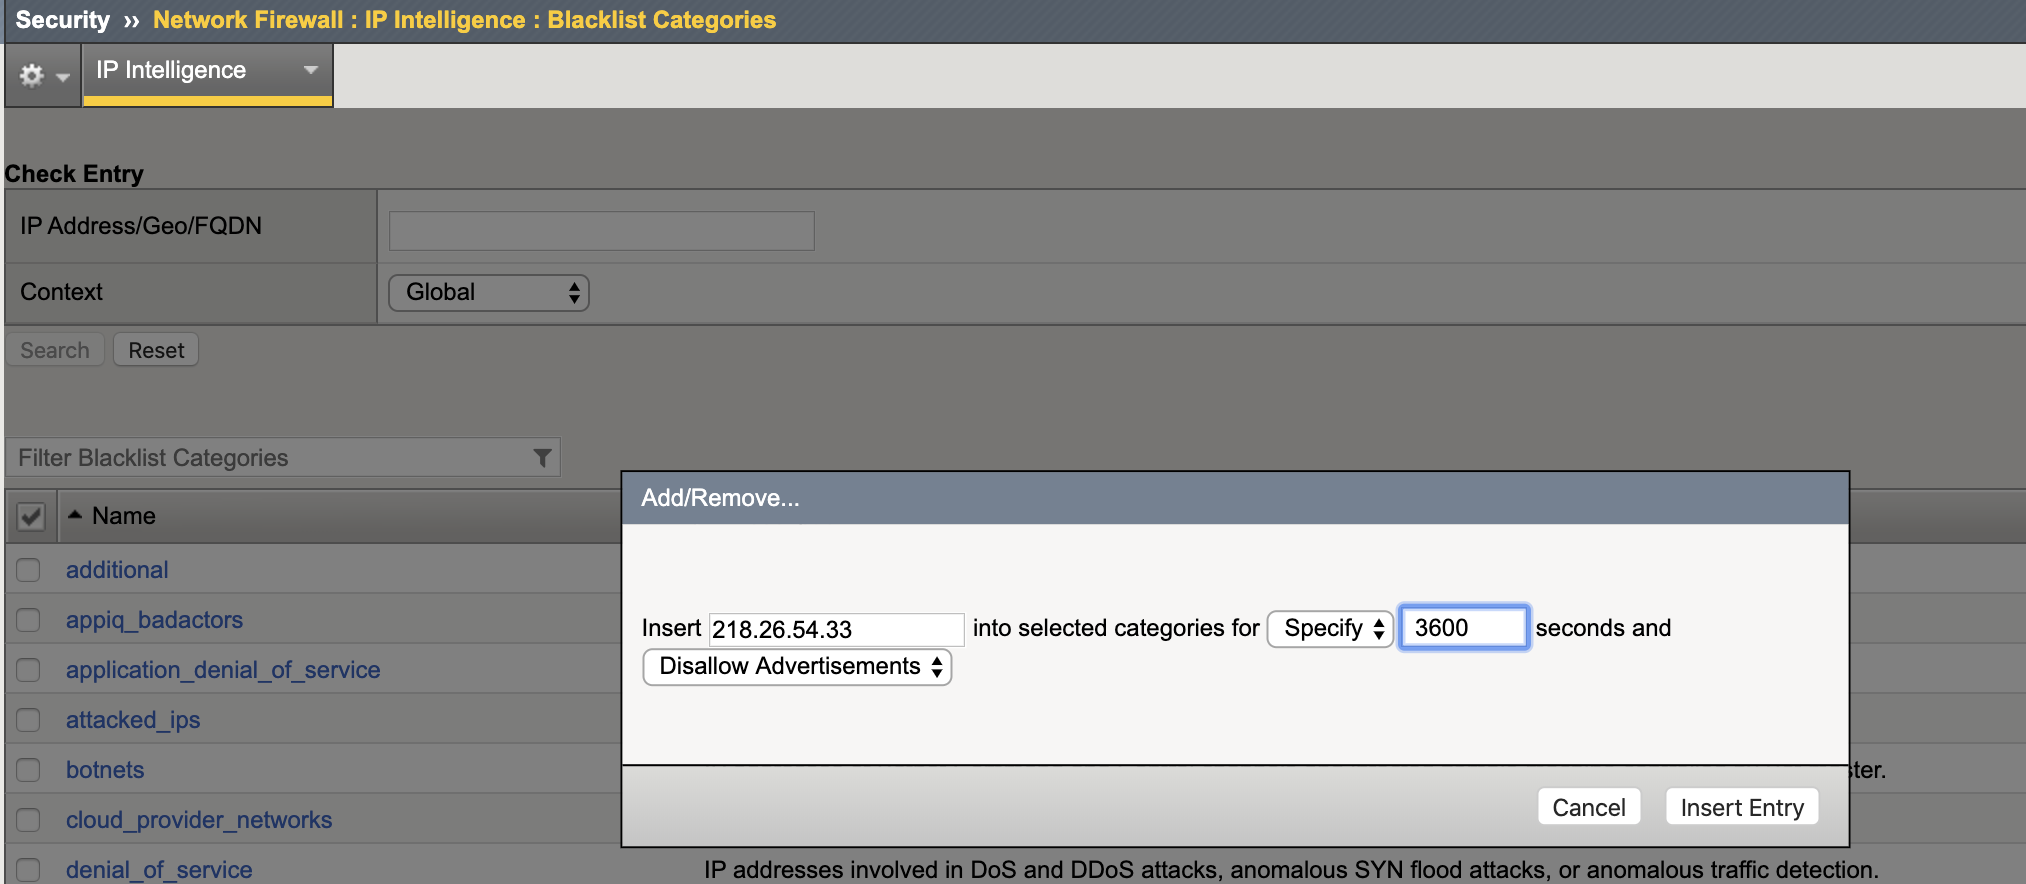 Security ›› Network Firewall : IP Intelligence : Blacklist Categories
IP Intelligence
Check Entry
IP Address/Geo/FQDN
Context Global
Search Reset
Filter Blacklist Categories
Name
additional
appiq_badactors
application_denial_of_service
attacked_ips
botnets
cloud_provider_networks
denial_of_service IP addresses involved in DoS and DDoS attacks, anomalous SYN flood attacks, or anomalous traffic detection.
Add/Remove...
Insert 218.26.54.33 into selected categories for Specify 3600 seconds and
Disallow Advertisements
Cancel Insert Entry